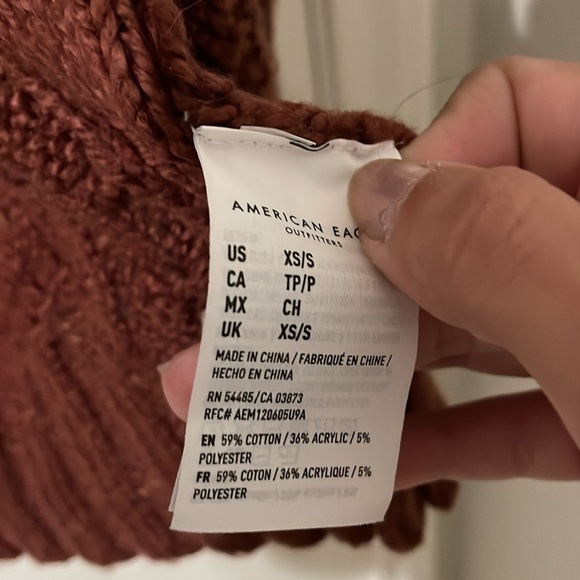 AMERICAN EAG
OUTFITTERS
US XS/S
CA TP/P
MX CH
UK XS/S
MADE IN CHINA / FABRIQUÉ EN CHINE /
HECHO EN CHINA
RN 54485/CA 03873
RFC# AEM120605U9A
EN 59% COTTON / 36% ACRYLIC / 5%
POLYESTER
FR 59% COTON / 36% ACRYLIQUE / 5%
POLYESTER